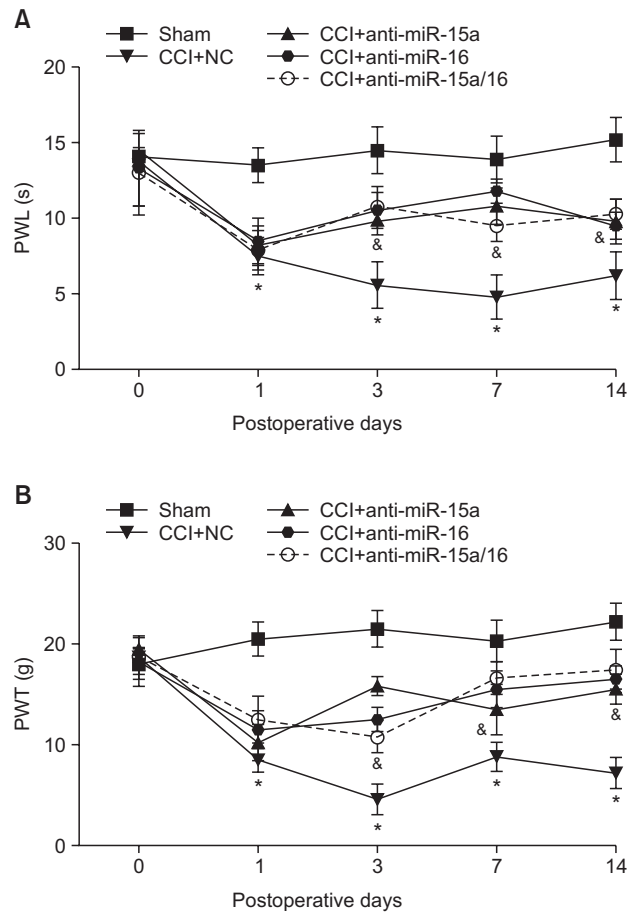 A
Sham
CCI+NC
CCI+anti-miR-15a
CCI+anti-miR-16
CCI+anti-miR-15a/16
20
15
10
5
0
PWL (s)
& & &
* * * *
0 1 3 7 14
Postoperative days
B
Sham
CCI+NC
CCI+anti-miR-15a
CCI+anti-miR-16
CCI+anti-miR-15a/16
30
20
10
0
PWT (g)
& & &
* * * *
0 1 3 7 14
Postoperative days